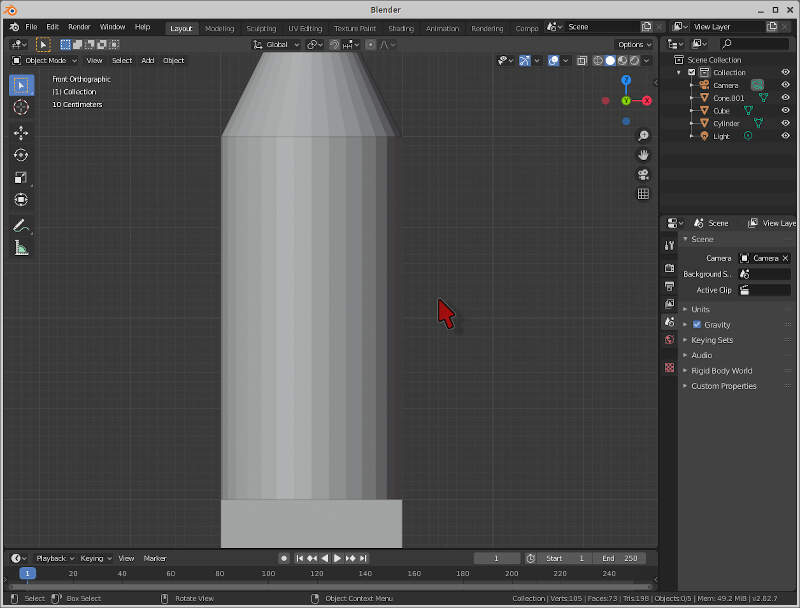 Blender
File Edit Render Window Help Layout Modeling Sculpting UV Editing Texture Paint Shading Animation Rendering Compo Scene View Layer
Global Options
Object Mode View Select Add Object
Front Orthographic
(1) Collection
10 Centimeters
Z
Y
X
Scene Collection
Collection
Camera
Cone.001
Cube
Cylinder
Light
Scene View Laye
Scene
Camera Camera
Background S..
Active Clip
Units
Gravity
Keying Sets
Audio
Rigid Body World
Custom Properties
Playback Keying View Marker 1 Start 1 End 250
1 20 40 60 80 100 120 140 160 180 200 220 240
Select Box Select Rotate View Object Context Menu Collection | Verts:105 | Faces:73 | Tris:198 | Objects:0/5 | Mem: 49.2 MiB | v2.82.7